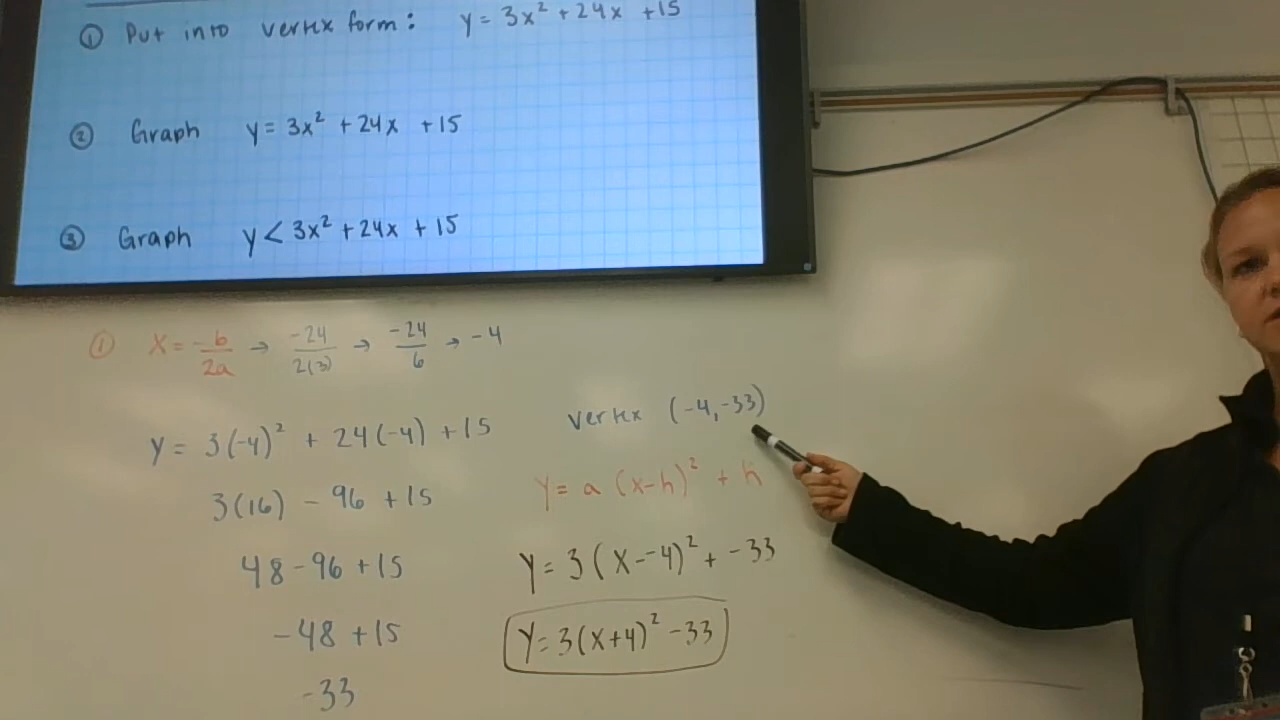 ① Put into vertex form: y = 3x² + 24x + 15
② Graph y = 3x² + 24x + 15
③ Graph y < 3x² + 24x + 15
① x = -b/2a → -24/2(3) → -24/6 → -4
y = 3(-4)² + 24(-4) + 15
3(16) - 96 + 15
48 - 96 + 15
-48 + 15
-33
vertex (-4, -33)
y = a (x-h)² + k
y = 3(x--4)² + -33
y = 3(x+4)² - 33